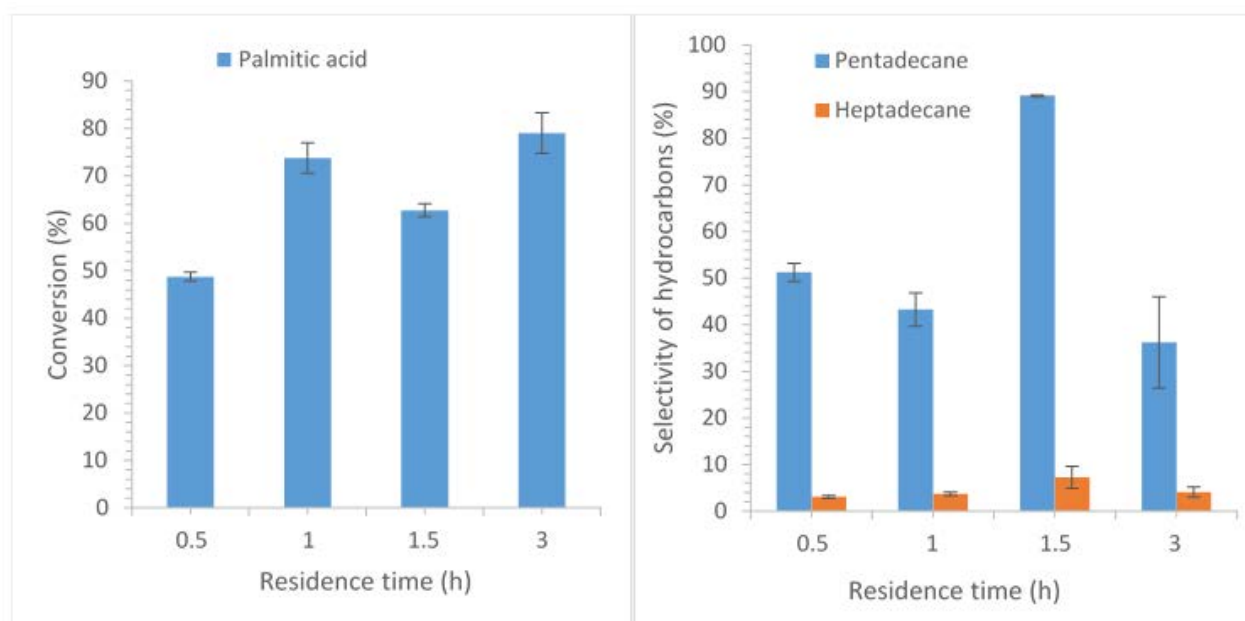 Palmitic acid
90
80
70
60
50
40
30
20
10
0
Conversion (%)
0.5 1 1.5 3
Residence time (h)
Pentadecane
Heptadecane
100
90
80
70
60
50
40
30
20
10
0
Selectivity of hydrocarbons (%)
0.5 1 1.5 3
Residence time (h)